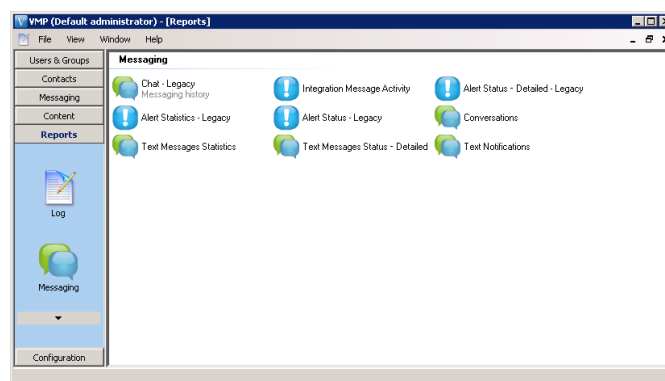 VMP (Default administrator) - [Reports]
File View Window Help
Users & Groups
Contacts
Messaging
Content
Reports
Log
Messaging
Configuration
Messaging
Chat - Legacy
Messaging history
Integration Message Activity
Alert Status - Detailed - Legacy
Alert Statistics - Legacy
Alert Status - Legacy
Conversations
Text Messages Statistics
Text Messages Status - Detailed
Text Notifications